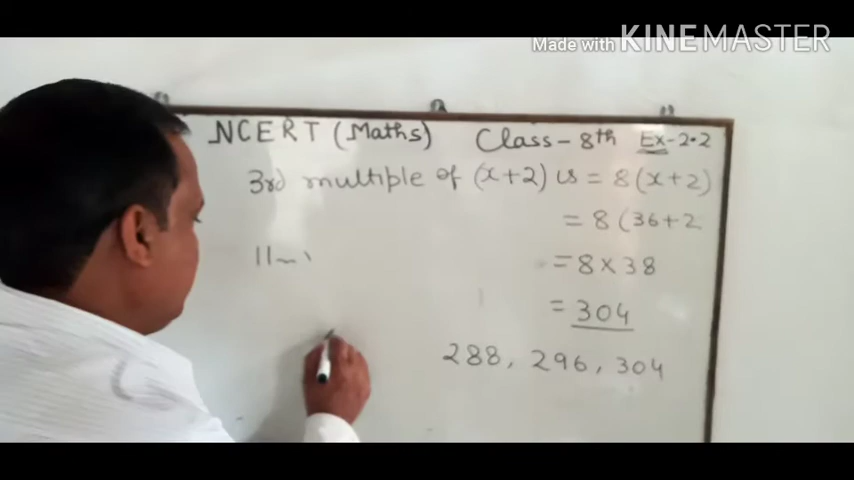 Made with KINEMASTER
NCERT (Maths) Class - 8th Ex - 2.2
3rd multiple of (x+2) is = 8(x+2)
= 8 (36+2
= 8 × 38
= 304
288, 296, 304